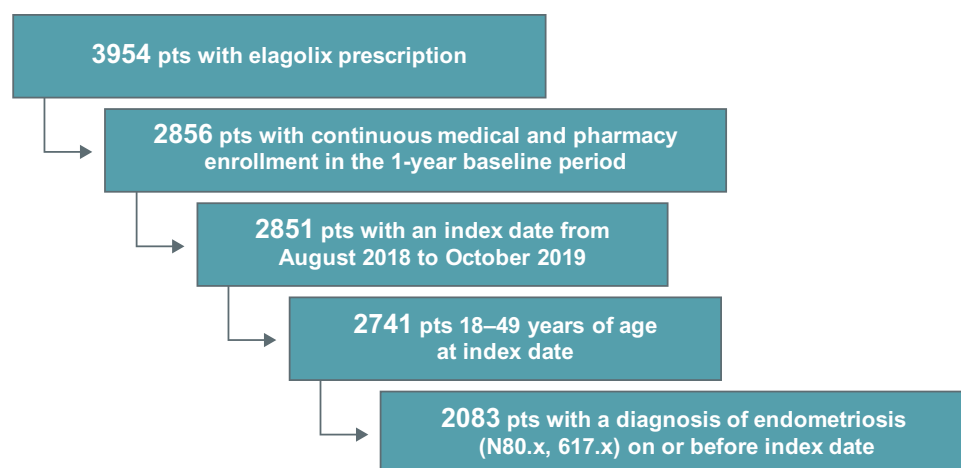 3954 pts with elagolix prescription
2856 pts with continuous medical and pharmacy
enrollment in the 1-year baseline period
2851 pts with an index date from
August 2018 to October 2019
2741 pts 18–49 years of age
at index date
2083 pts with a diagnosis of endometriosis
(N80.x, 617.x) on or before index date